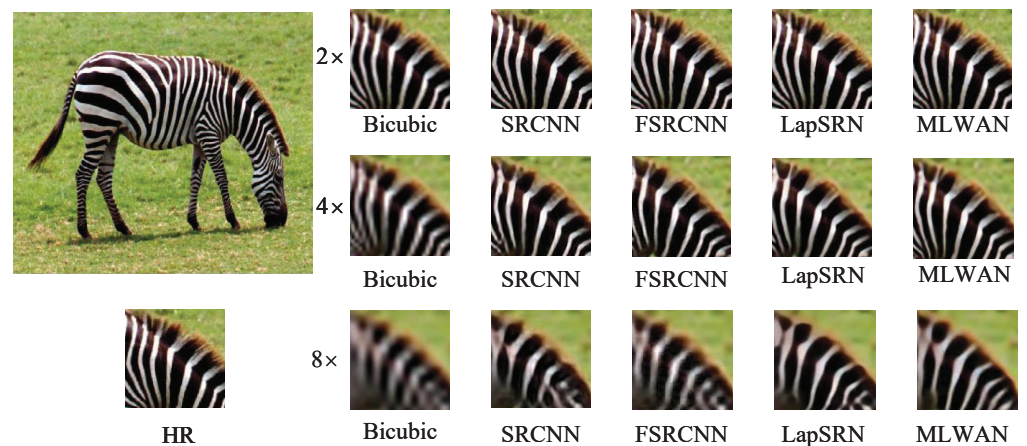 2×
Bicubic SRCNN FSRCNN LapSRN MLWAN
4×
Bicubic SRCNN FSRCNN LapSRN MLWAN
8×
HR Bicubic SRCNN FSRCNN LapSRN MLWAN